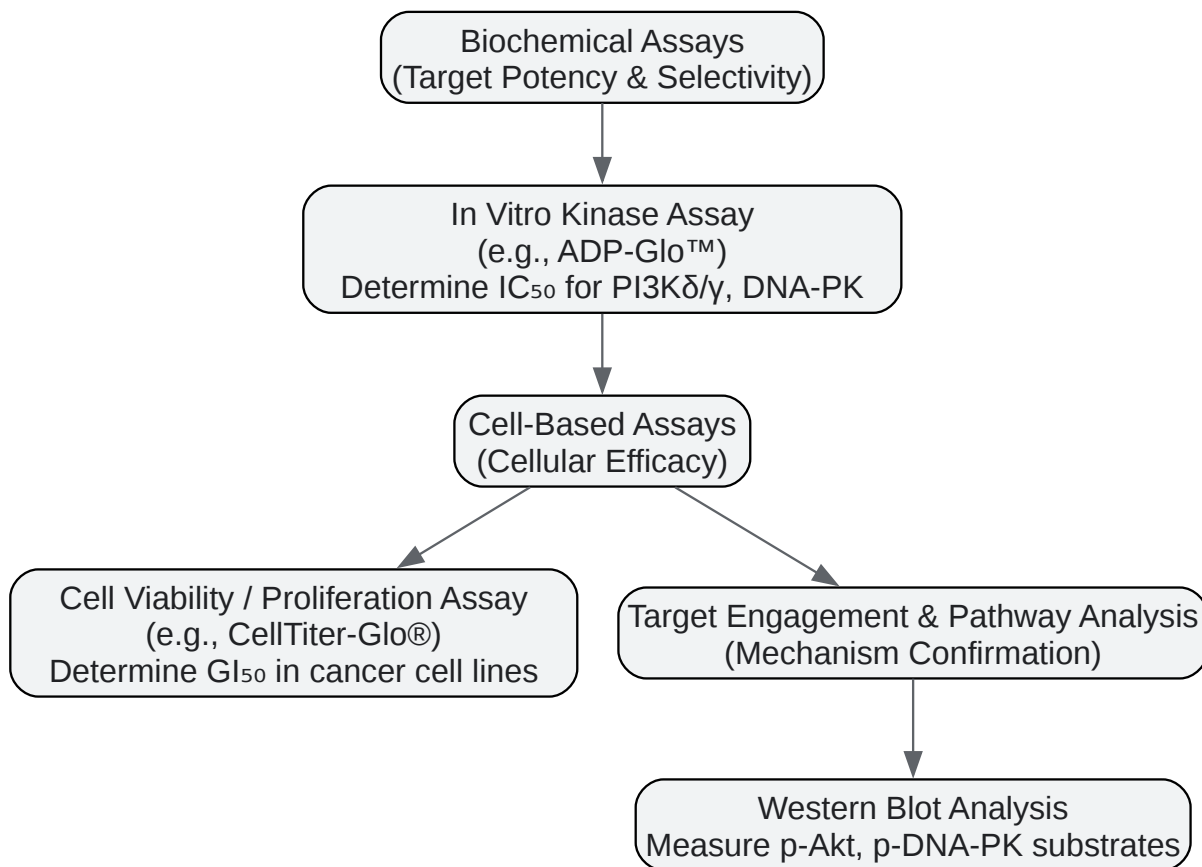 Biochemical Assays
(Target Potency & Selectivity)
In Vitro Kinase Assay
(e.g., ADP-Glo™)
Determine IC₅₀ for PI3Kδ/γ, DNA-PK
Cell-Based Assays
(Cellular Efficacy)
Cell Viability / Proliferation Assay
(e.g., CellTiter-Glo®)
Determine GI₅₀ in cancer cell lines
Target Engagement & Pathway Analysis
(Mechanism Confirmation)
Western Blot Analysis
Measure p-Akt, p-DNA-PK substrates